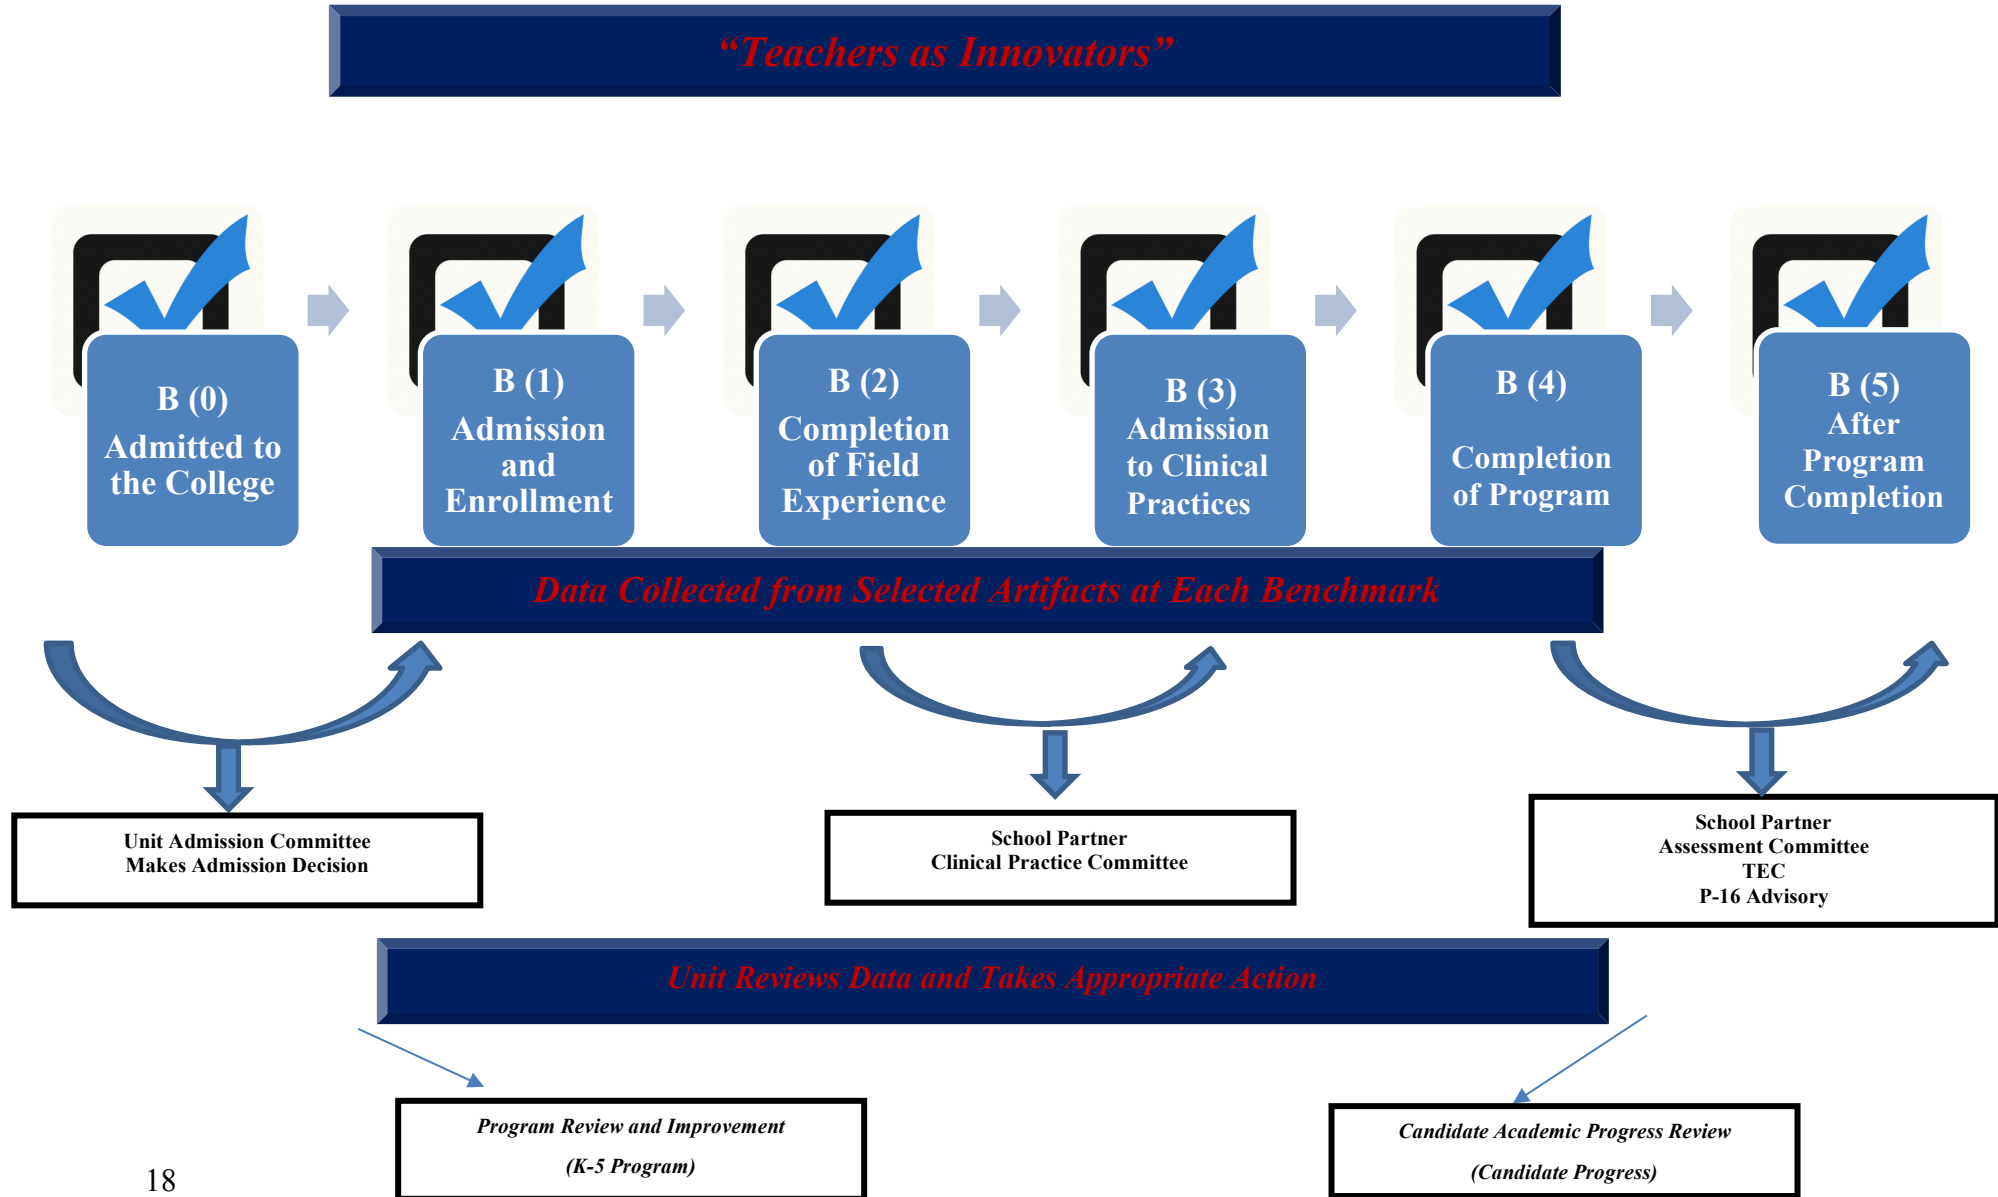 “Teachers as Innovators”
B (0)
Admitted to
the College
B (1)
Admission
and
Enrollment
B (2)
Completion
of Field
Experience
B (3)
Admission
to Clinical
Practices
B (4)
Completion
of Program
B (5)
After
Program
Completion
Data Collected from Selected Artifacts at Each Benchmark
Unit Admission Committee
Makes Admission Decision
School Partner
Clinical Practice Committee
School Partner
Assessment Committee
TEC
P-16 Advisory
Unit Reviews Data and Takes Appropriate Action
Program Review and Improvement
(K-5 Program)
Candidate Academic Progress Review
(Candidate Progress)
18